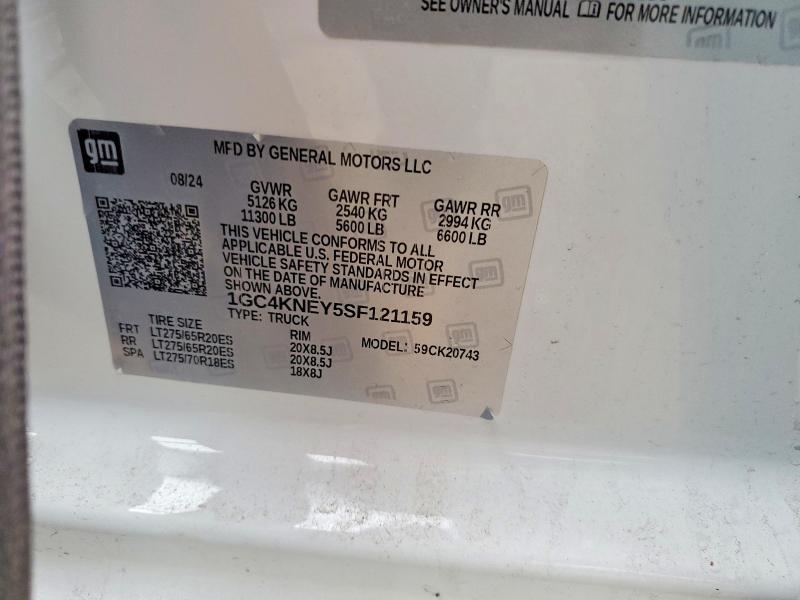 SEE OWNER'S MANUAL FOR MORE INFORMATION
gm
gm
MFD BY GENERAL MOTORS LLC
08/24 GVWR GAWR FRT GAWR RR
5126 KG 2540 KG 2994 KG
11300 LB 5600 LB 6600 LB
THIS VEHICLE CONFORMS TO ALL
APPLICABLE U.S. FEDERAL MOTOR
VEHICLE SAFETY STANDARDS IN EFFECT
ON THE DATE OF MANUFACTURE
SHOWN ABOVE.
1GC4KNEY5SF121159
TYPE: TRUCK
TIRE SIZE RIM MODEL: 59CK20743
FRT LT275/65R20ES 20X8.5J
RR LT275/65R20ES 20X8.5J
SPA LT275/70R18ES 18X8J